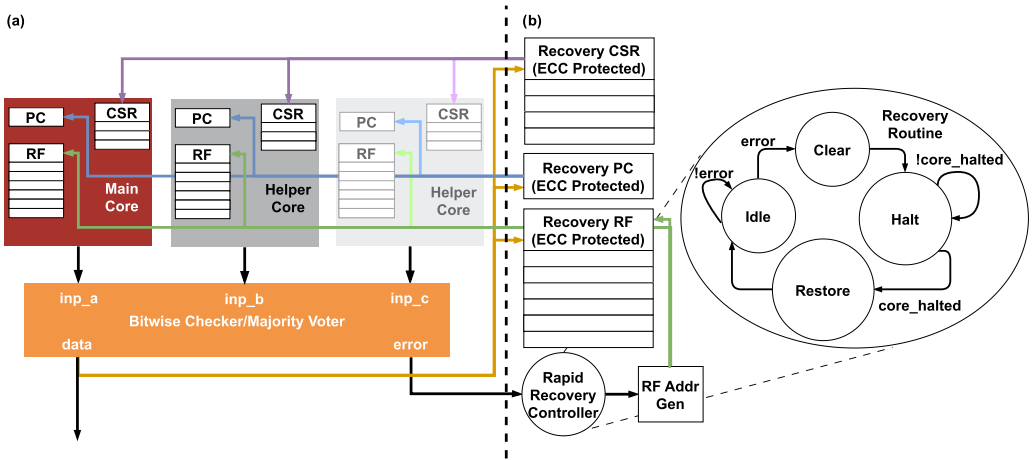 (a)
(b)
Recovery CSR
(ECC Protected)
PC
CSR
RF
Main
Core
PC
CSR
RF
Helper
Core
PC
CSR
RF
Helper
Core
Recovery PC
(ECC Protected)
Recovery RF
(ECC Protected)
inp_a
inp_b
inp_c
Bitwise Checker/Majority Voter
data
error
Rapid
Recovery
Controller
RF Addr
Gen
Recovery
Routine
error
Clear
!core_halted
!error
Idle
Halt
Restore
core_halted